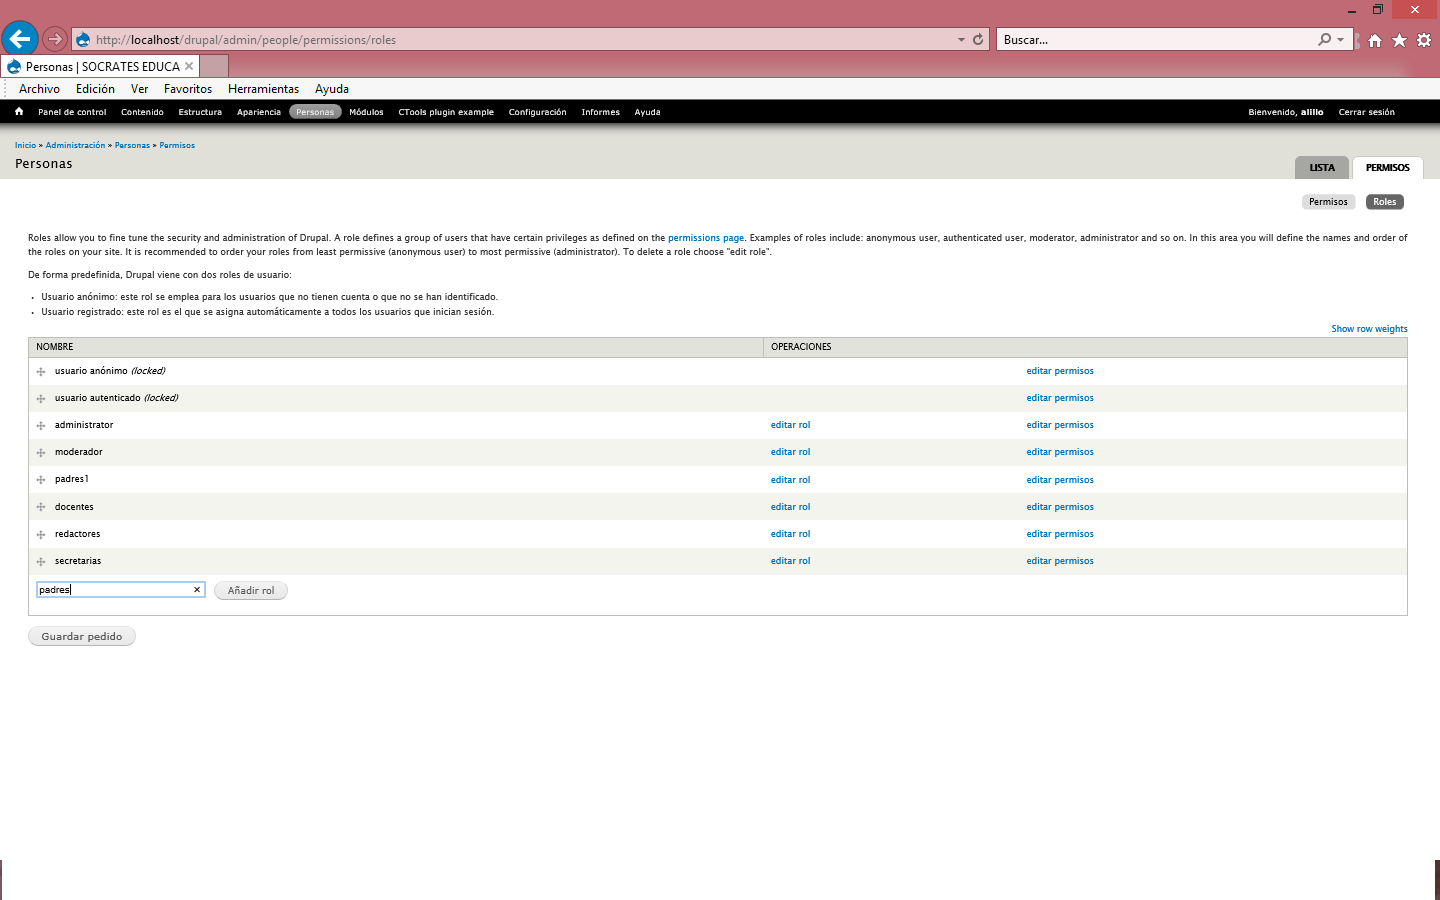 http://localhost/drupal/admin/people/permissions/roles
Buscar...
Personas | SOCRATES EDUCA
Archivo Edición Ver Favoritos Herramientas Ayuda
Panel de control Contenido Estructura Apariencia Personas Módulos CTools plugin example Configuración Informes Ayuda Bienvenido, alillo Cerrar sesión
Inicio » Administración » Personas » Permisos
Personas
LISTA PERMISOS
Permisos Roles
Roles allow you to fine tune the security and administration of Drupal. A role defines a group of users that have certain privileges as defined on the permissions page. Examples of roles include: anonymous user, authenticated user, moderator, administrator and so on. In this area you will define the names and order of
the roles on your site. It is recommended to order your roles from least permissive (anonymous user) to most permissive (administrator). To delete a role choose "edit role".
De forma predefinida, Drupal viene con dos roles de usuario:
• Usuario anónimo: este rol se emplea para los usuarios que no tienen cuenta o que no se han identificado.
• Usuario registrado: este rol es el que se asigna automáticamente a todos los usuarios que inician sesión.
Show row weights
NOMBRE OPERACIONES
usuario anónimo (locked) editar permisos
usuario autenticado (locked) editar permisos
administrator editar rol editar permisos
moderador editar rol editar permisos
padres1 editar rol editar permisos
docentes editar rol editar permisos
redactores editar rol editar permisos
secretarias editar rol editar permisos
padres Añadir rol
Guardar pedido